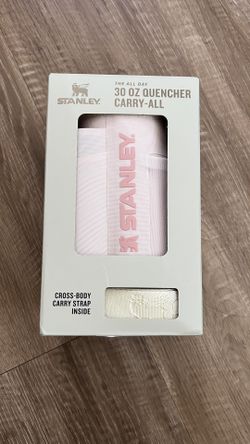 THE ALL DAY
30 OZ QUENCHER
CARRY-ALL
STANLEY.
STANLEY.
CROSS-BODY
CARRY STRAP
INSIDE